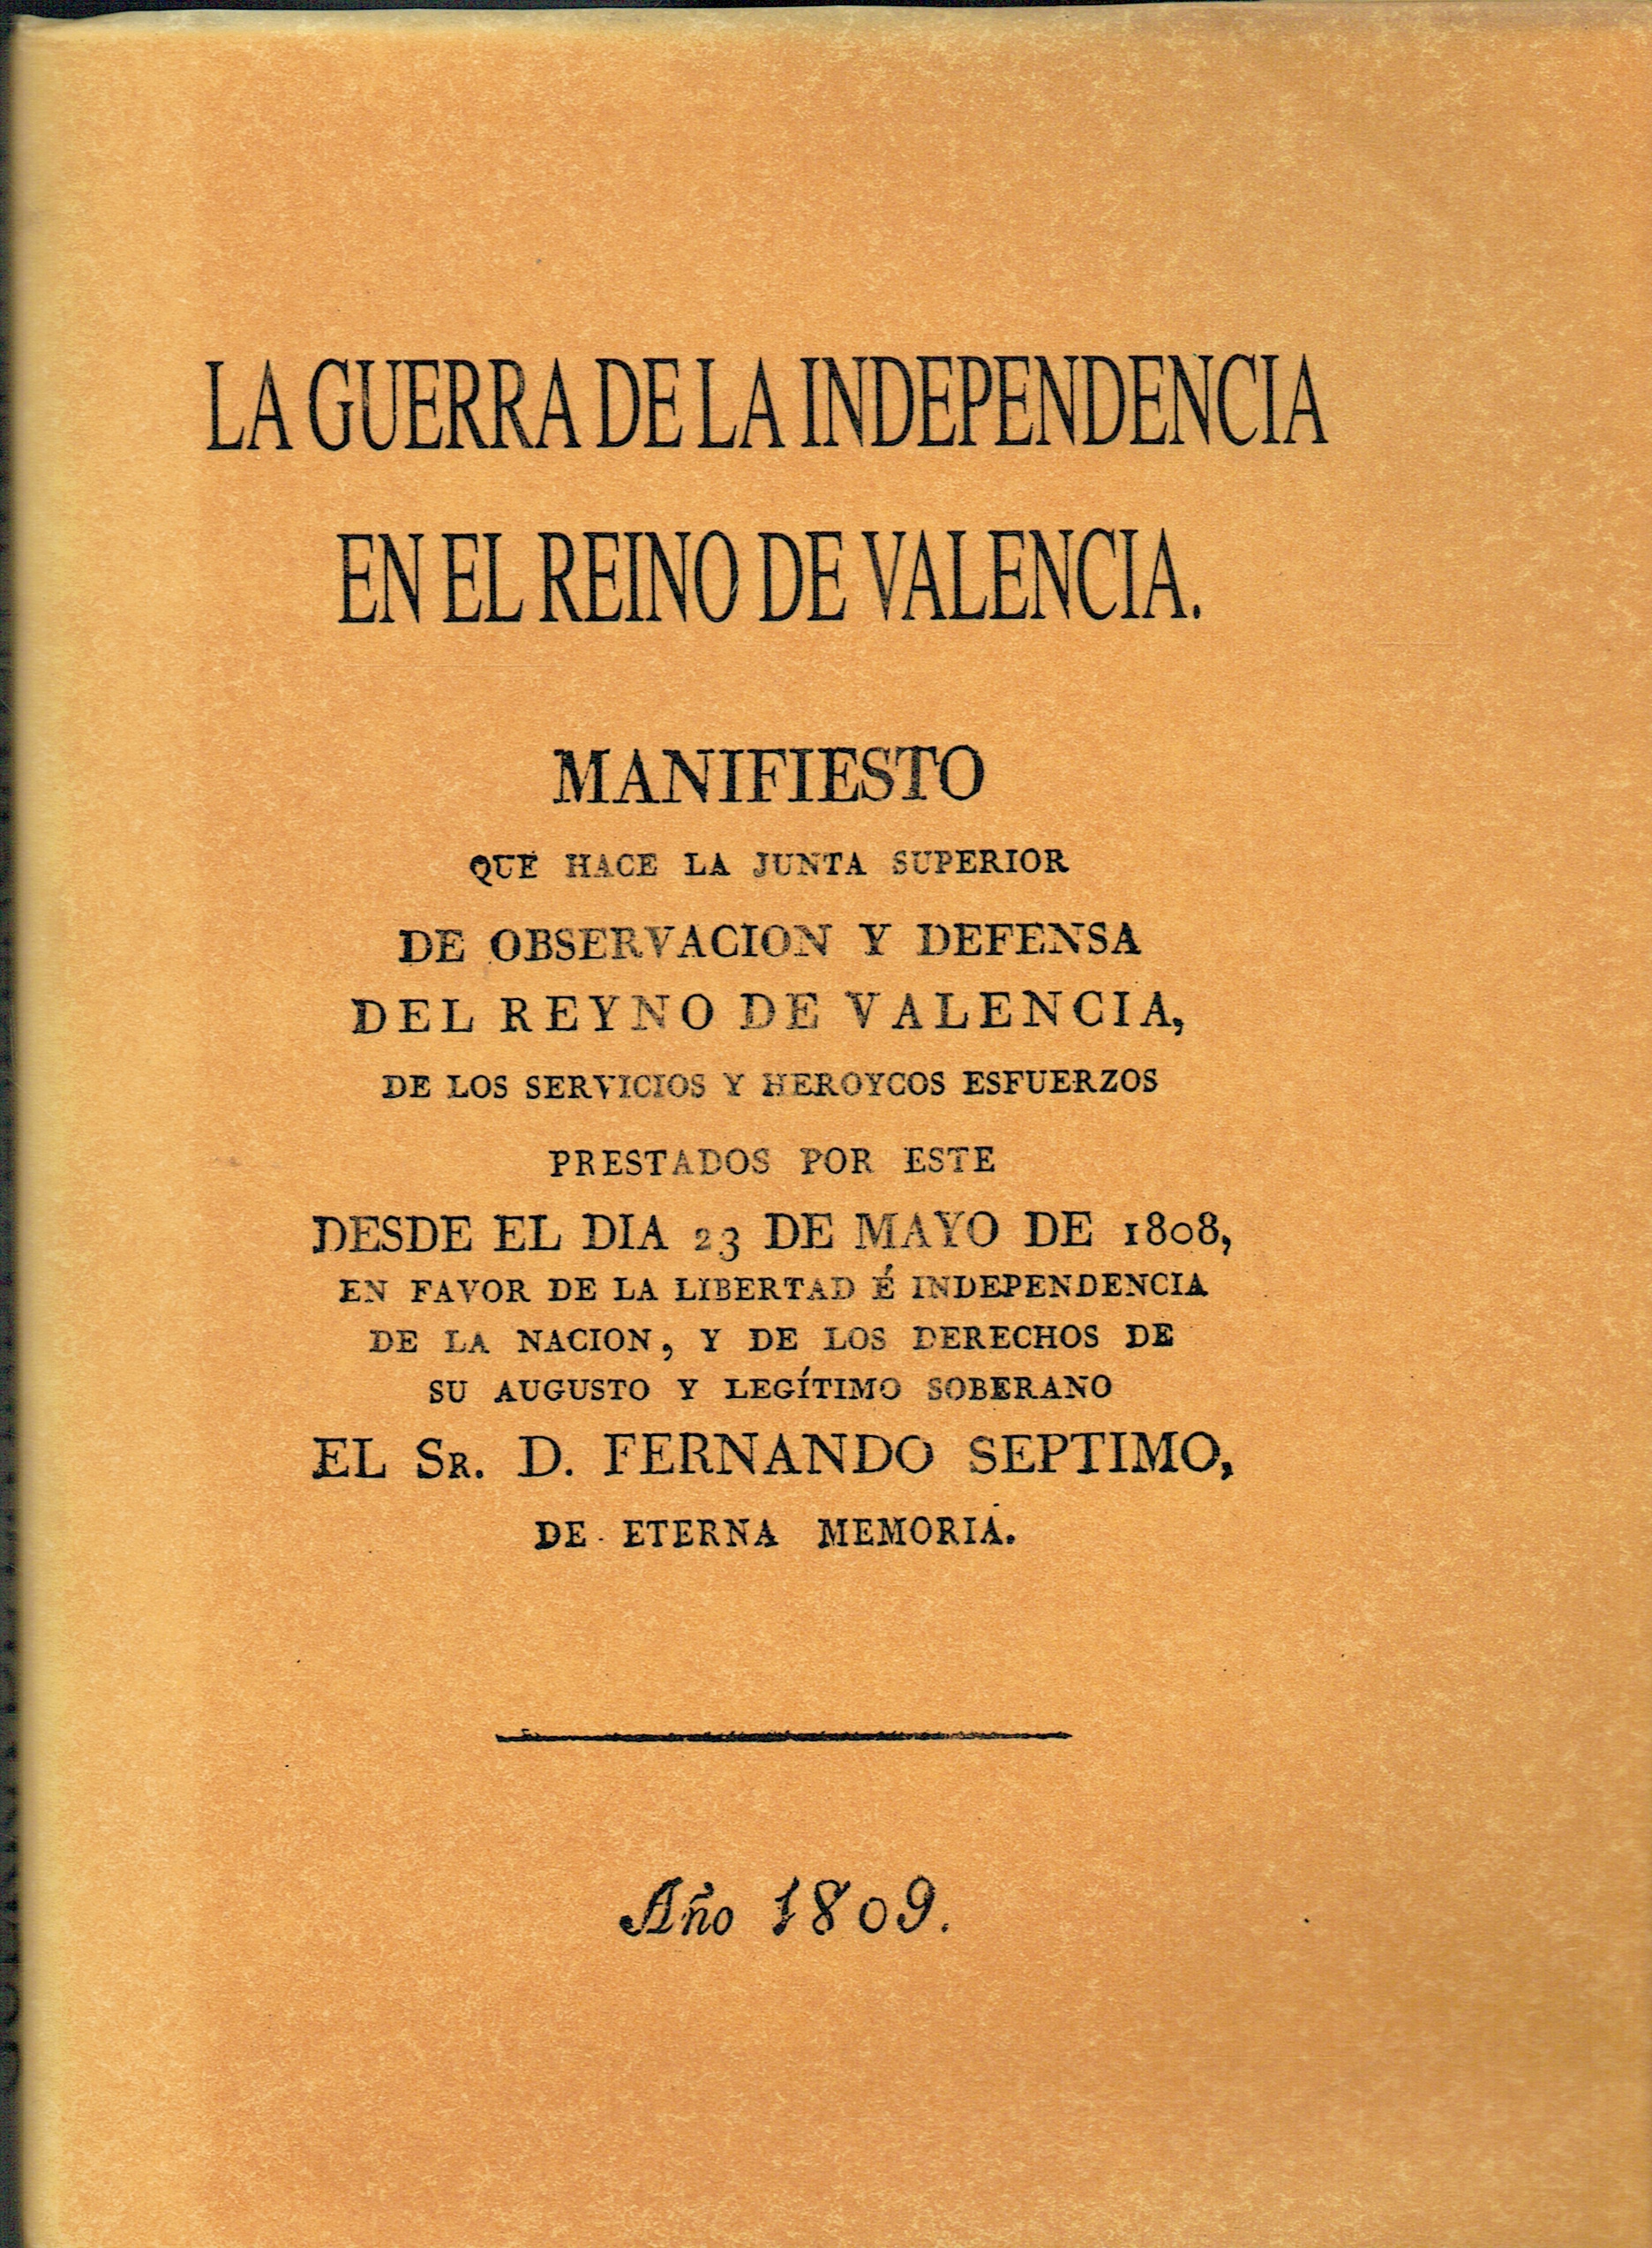 LA GUERRA DE LA INDEPENDENCIA
EN EL REINO DE VALENCIA.
MANIFIESTO
QUE HACE LA JUNTA SUPERIOR
DE OBSERVACION Y DEFENSA
DEL REYNO DE VALENCIA,
DE LOS SERVICIOS Y HEROYCOS ESFUERZOS
PRESTADOS POR ESTE
DESDE EL DIA 23 DE MAYO DE 1808,
EN FAVOR DE LA LIBERTAD É INDEPENDENCIA
DE LA NACION, Y DE LOS DERECHOS DE
SU AUGUSTO Y LEGÍTIMO SOBERANO
EL SR. D. FERNANDO SEPTIMO,
DE ETERNA MEMORIA.
Año 1809.